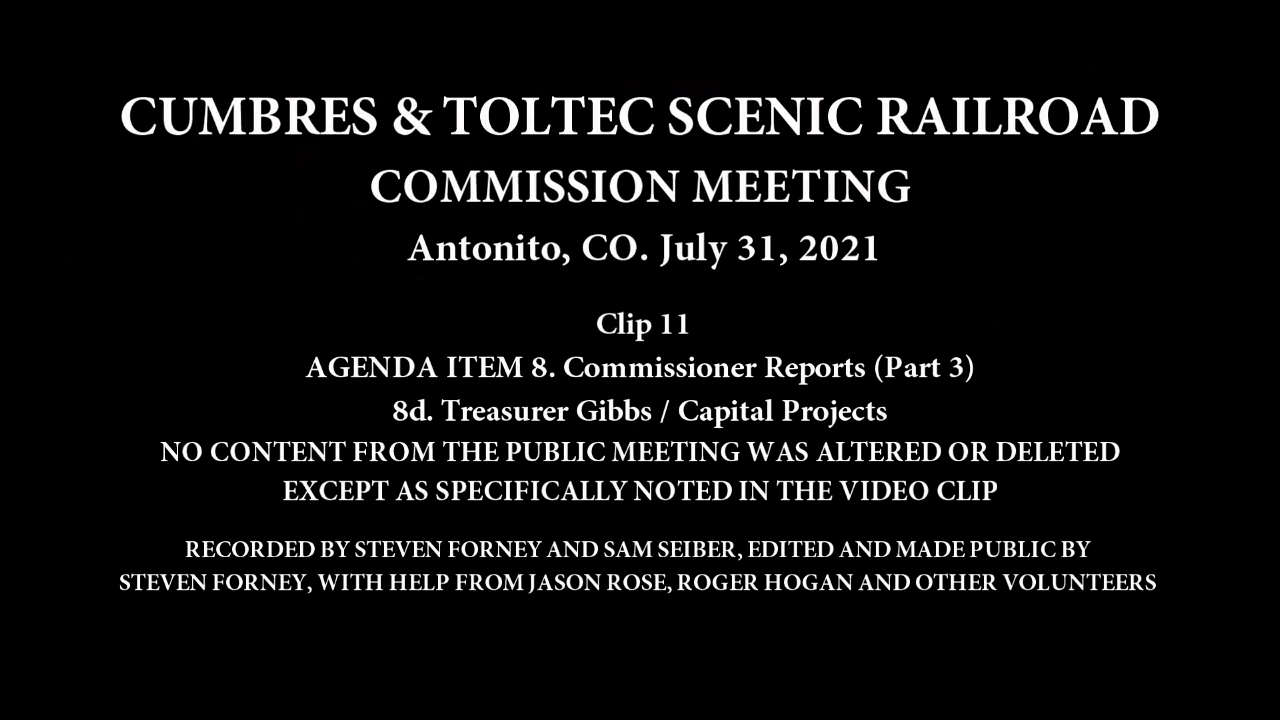 CUMBRES & TOLTEC SCENIC RAILROAD
COMMISSION MEETING
Antonito, CO. July 31, 2021
Clip 11
AGENDA ITEM 8. Commissioner Reports (Part 3)
8d. Treasurer Gibbs / Capital Projects
NO CONTENT FROM THE PUBLIC MEETING WAS ALTERED OR DELETED
EXCEPT AS SPECIFICALLY NOTED IN THE VIDEO CLIP
RECORDED BY STEVEN FORNEY AND SAM SEIBER, EDITED AND MADE PUBLIC BY
STEVEN FORNEY, WITH HELP FROM JASON ROSE, ROGER HOGAN AND OTHER VOLUNTEERS